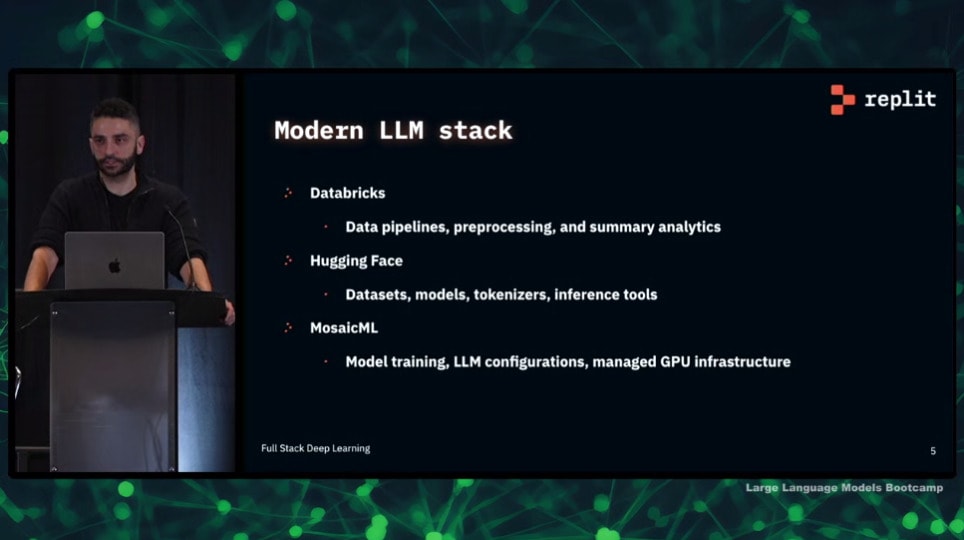 replit
Modern LLM stack
Databricks
Data pipelines, preprocessing, and summary analytics
Hugging Face
Datasets, models, tokenizers, inference tools
MosaicML
Model training, LLM configurations, managed GPU infrastructure
Full Stack Deep Learning
5
Large Language Models Bootcamp